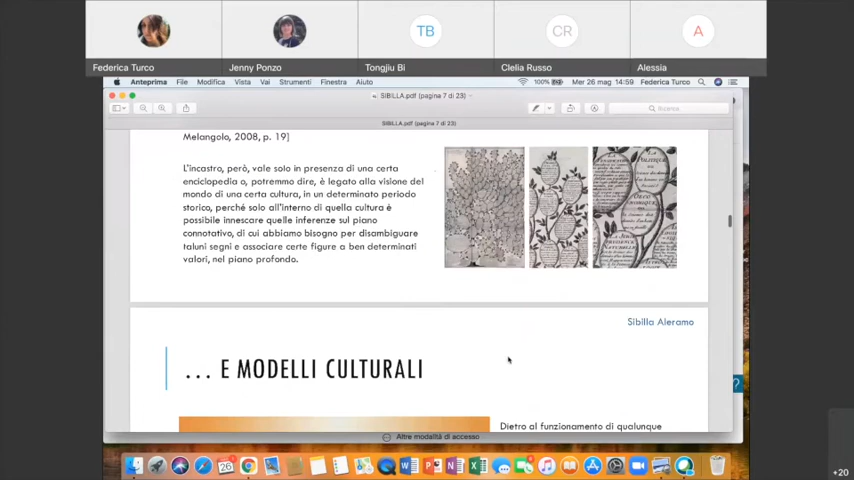 TB
CR
A
Federica Turco
Jenny Ponzo
Tongjiu Bi
Clelia Russo
Alessia
Anteprima File Modifica Vista Vai Strumenti Finestra Aiuto
100% Mer 26 mag 14:59 Federica Turco
SIBILLA.pdf (pagina 7 di 23)
Ricerca
SIBILLA.pdf (pagina 7 di 23)
Melangolo, 2008, p. 19]
L'incastro, però, vale solo in presenza di una certa
enciclopedia o, potremmo dire, è legato alla visione del
mondo di una certa cultura, in un determinato periodo
storico, perché solo all'interno di quella cultura è
possibile innescare quelle inferenze sul piano
connotativo, di cui abbiamo bisogno per disambiguare
taluni segni e associare certe figure a ben determinati
valori, nel piano profondo.
Sibilla Aleramo
... E MODELLI CULTURALI
Dietro al funzionamento di qualunque
Altre modalità di accesso
+20